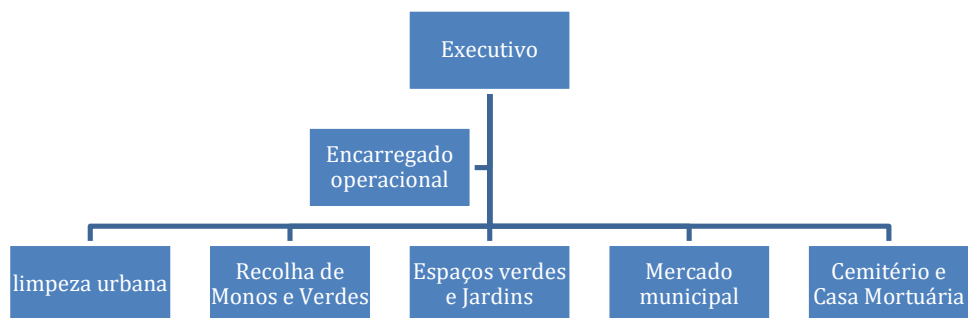 Executivo
Encarregado
operacional
limpeza urbana
Recolha de
Monos e Verdes
Espaços verdes
e Jardins
Mercado
municipal
Cemitério e
Casa Mortuária